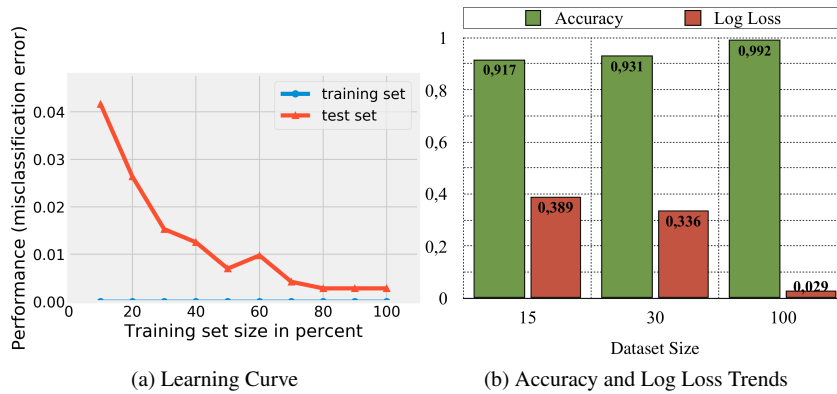 Performance (misclassification error)
0.04
0.03
0.02
0.01
0.00
0 20 40 60 80 100
Training set size in percent
training set
test set
(a) Learning Curve
Accuracy Log Loss
1
0,8
0,6
0,4
0,2
0
0,917
0,389
0,931
0,336
0,992
0,029
15 30 100
Dataset Size
(b) Accuracy and Log Loss Trends